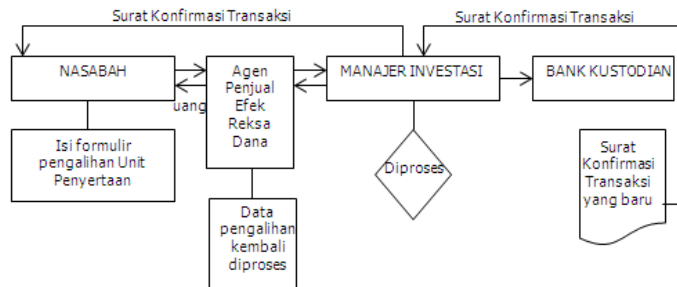 Surat Konfirmasi Transaksi
Surat Konfirmasi Transaksi
NASABAH
uang
Agen
Penjual
Efek
Reksa
Dana
MANAJER INVESTASI
BANK KUSTODIAN
Isi formulir
pengalihan Unit
Penyertaan
Diproses
Surat
Konfirmasi
Transaksi
yang baru
Data
pengalihan
kembali
diproses